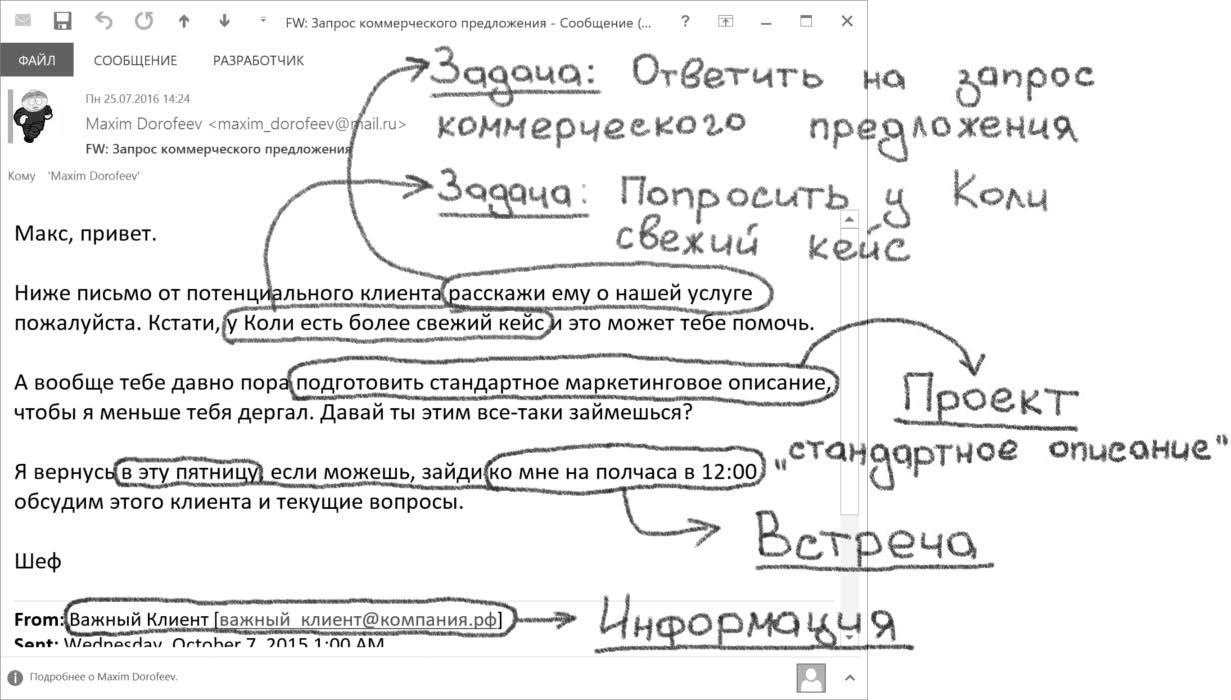 FW: Запрос коммерческого предложения - Сообщение (...
?
ФАЙЛ СООБЩЕНИЕ РАЗРАБОТЧИК
Пн 25.07.2016 14:24
Maxim Dorofeev <maxim_dorofeev@mail.ru>
FW: Запрос коммерческого предложения
Кому 'Maxim Dorofeev'
Задача: Ответить на запрос
коммерческого предложения
Задача: Попросить у Коли
свежий кейс
Макс, привет.
Ниже письмо от потенциального клиента расскажи ему о нашей услуге
пожалуйста. Кстати, у Коли есть более свежий кейс и это может тебе помочь.
А вообще тебе давно пора подготовить стандартное маркетинговое описание,
чтобы я меньше тебя дергал. Давай ты этим все-таки займешься?
Проект
"стандартное описание"
Я вернусь в эту пятницу, если можешь, зайди ко мне на полчаса в 12:00
обсудим этого клиента и текущие вопросы.
Встреча
Шеф
From: Важный Клиент [важный_клиент@компания.рф]
Информация
Sent: Wednesday, October 7, 2015 1:00 AM
Подробнее о Maxim Dorofeev.